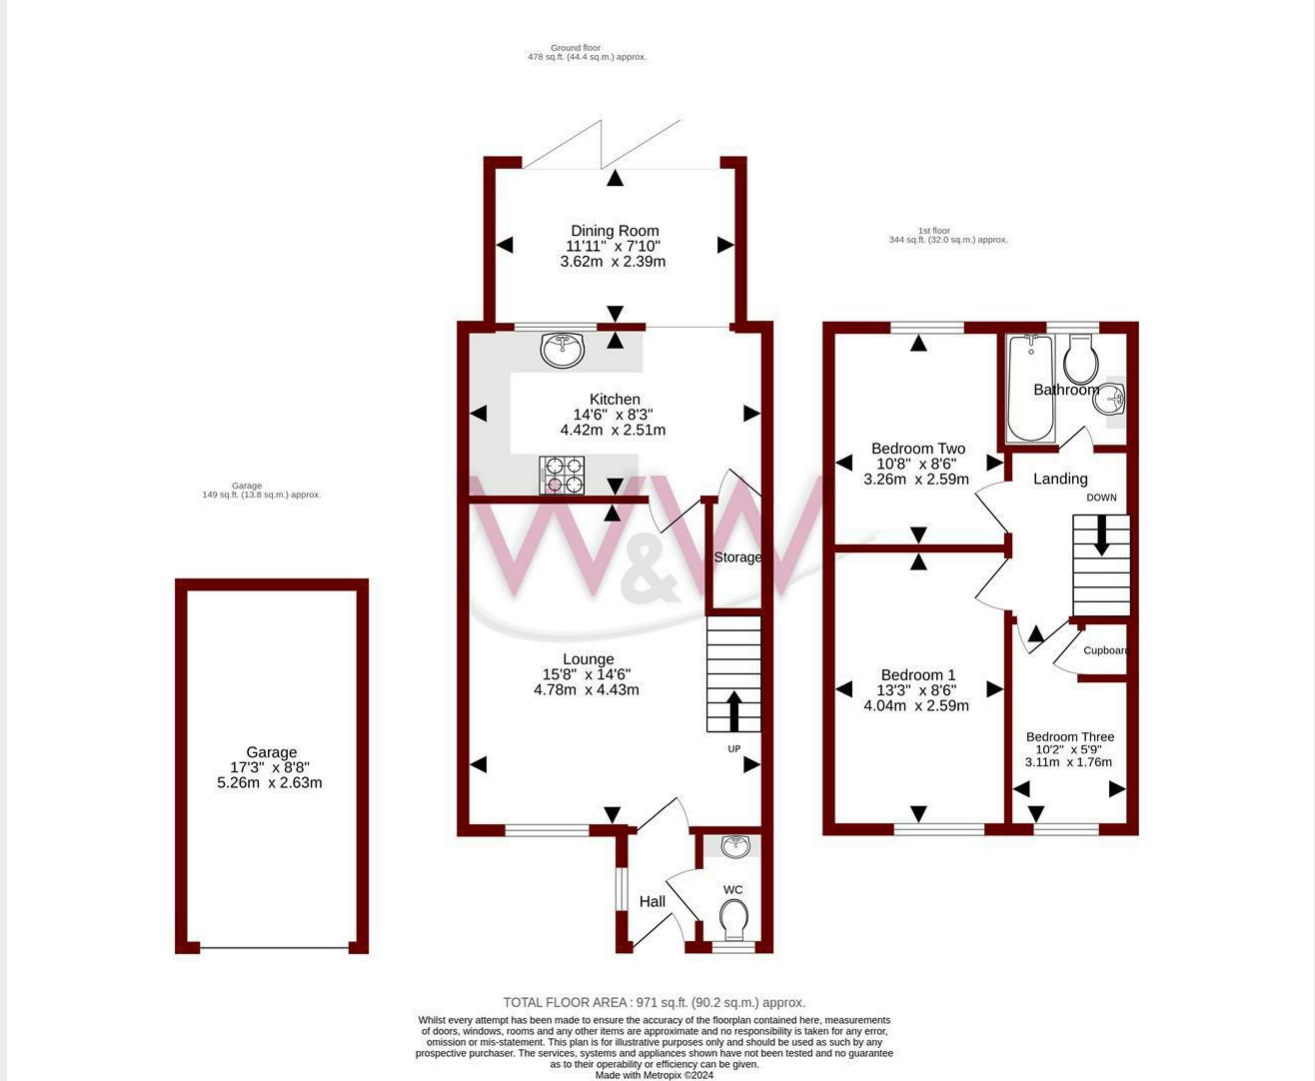 Ground floor
478 sq.ft. (44.4 sq.m.) approx.
Dining Room
11'11" x 7'10"
3.62m x 2.39m
Kitchen
14'6" x 8'3"
4.42m x 2.51m
Storage
W&W
Lounge
15'8" x 14'6"
4.78m x 4.43m
UP
Hall
WC
1st floor
344 sq.ft. (32.0 sq.m.) approx.
Bathroom
Bedroom Two
10'8" x 8'6"
3.26m x 2.59m
Landing
DOWN
Cupboard
Bedroom 1
13'3" x 8'6"
4.04m x 2.59m
Bedroom Three
10'2" x 5'9"
3.11m x 1.76m
Garage
149 sq.ft. (13.8 sq.m.) approx.
Garage
17'3" x 8'8"
5.26m x 2.63m
TOTAL FLOOR AREA : 971 sq.ft. (90.2 sq.m.) approx.
Whilst every attempt has been made to ensure the accuracy of the floorplan contained here, measurements
of doors, windows, rooms and any other items are approximate and no responsibility is taken for any error,
omission or mis-statement. This plan is for illustrative purposes only and should be used as such by any
prospective purchaser. The services, systems and appliances shown have not been tested and no guarantee
as to their operability or efficiency can be given.
Made with Metropix ©2024